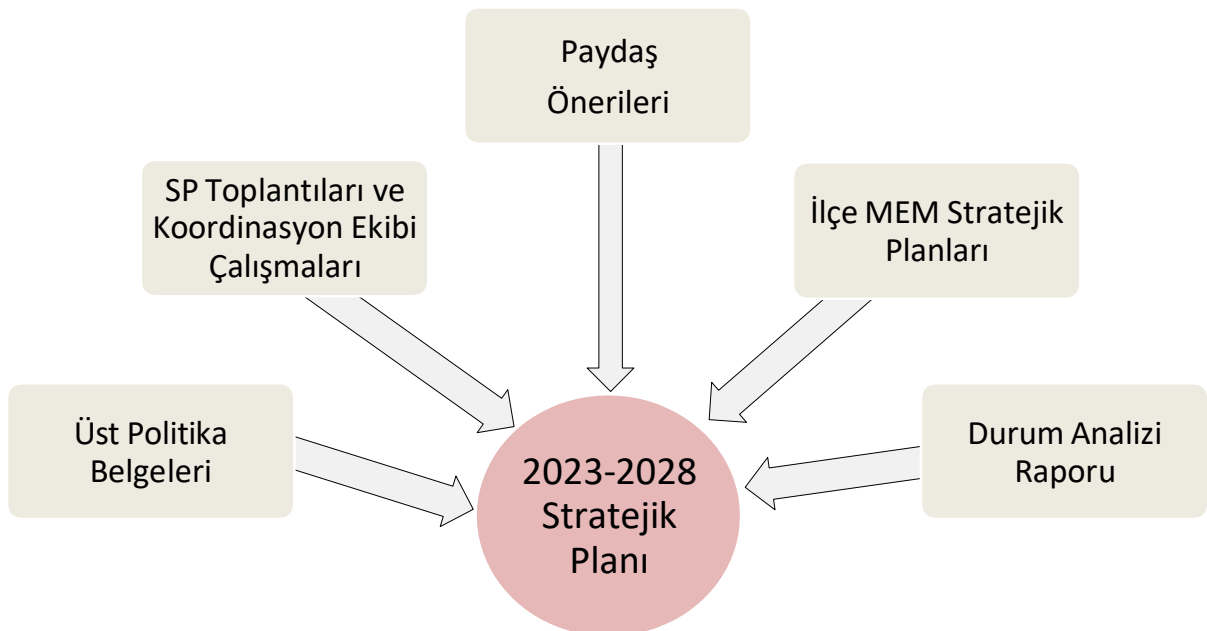 Paydaş
Önerileri
SP Toplantıları ve
Koordinasyon Ekibi
Çalışmaları
İlçe MEM Stratejik
Planları
Üst Politika
Belgeleri
Durum Analizi
Raporu
2023-2028
Stratejik
Planı